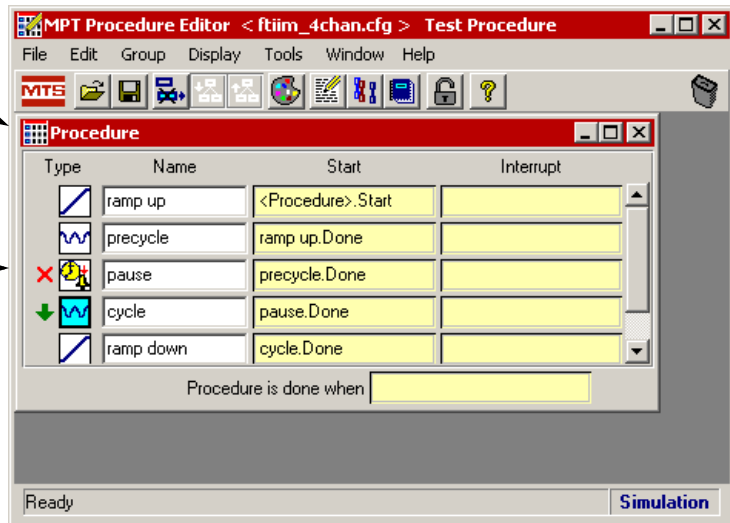 MPT Procedure Editor < ftiim_4chan.cfg > Test Procedure
File Edit Group Display Tools Window Help
MTS
Procedure
Type Name Start Interrupt
ramp up <Procedure>.Start
precycle ramp up.Done
pause precycle.Done
cycle pause.Done
ramp down cycle.Done
Procedure is done when
Ready Simulation